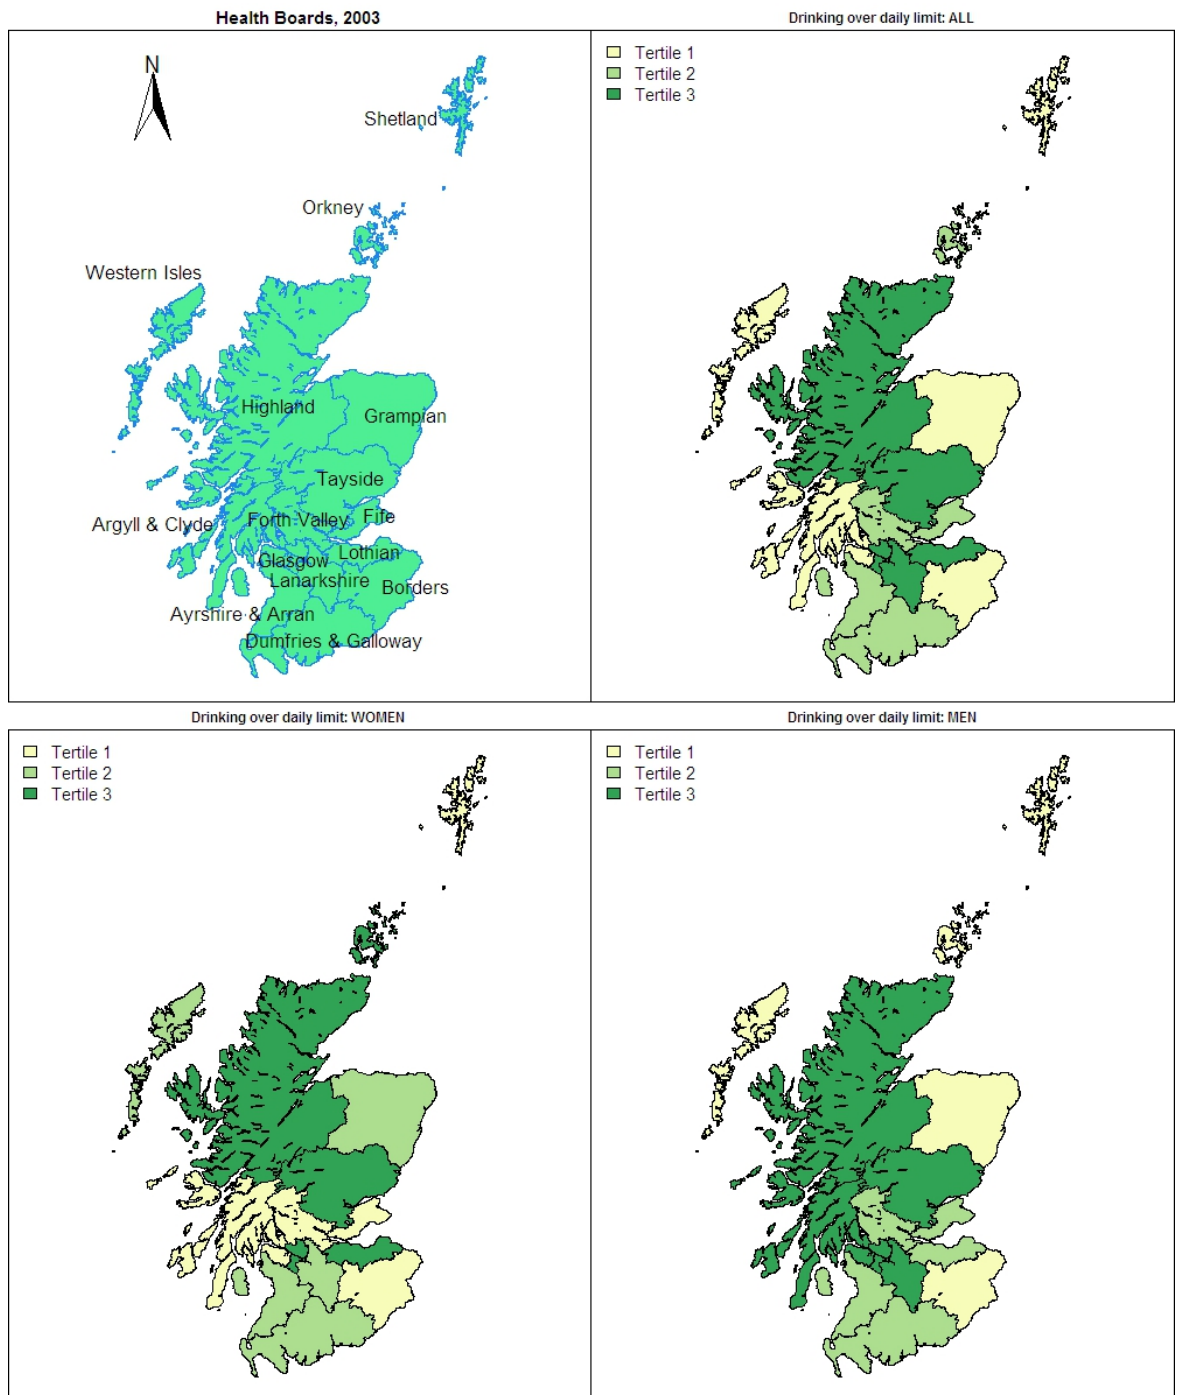 Health Boards, 2003
N
Shetland
Orkney
Western Isles
Highland
Grampian
Tayside
Argyll & Clyde
Forth Valley
Fife
Glasgow
Lothian
Lanarkshire
Borders
Ayrshire & Arran
Dumfries & Galloway
Drinking over daily limit: ALL
Tertile 1
Tertile 2
Tertile 3
Drinking over daily limit: WOMEN
Tertile 1
Tertile 2
Tertile 3
Drinking over daily limit: MEN
Tertile 1
Tertile 2
Tertile 3